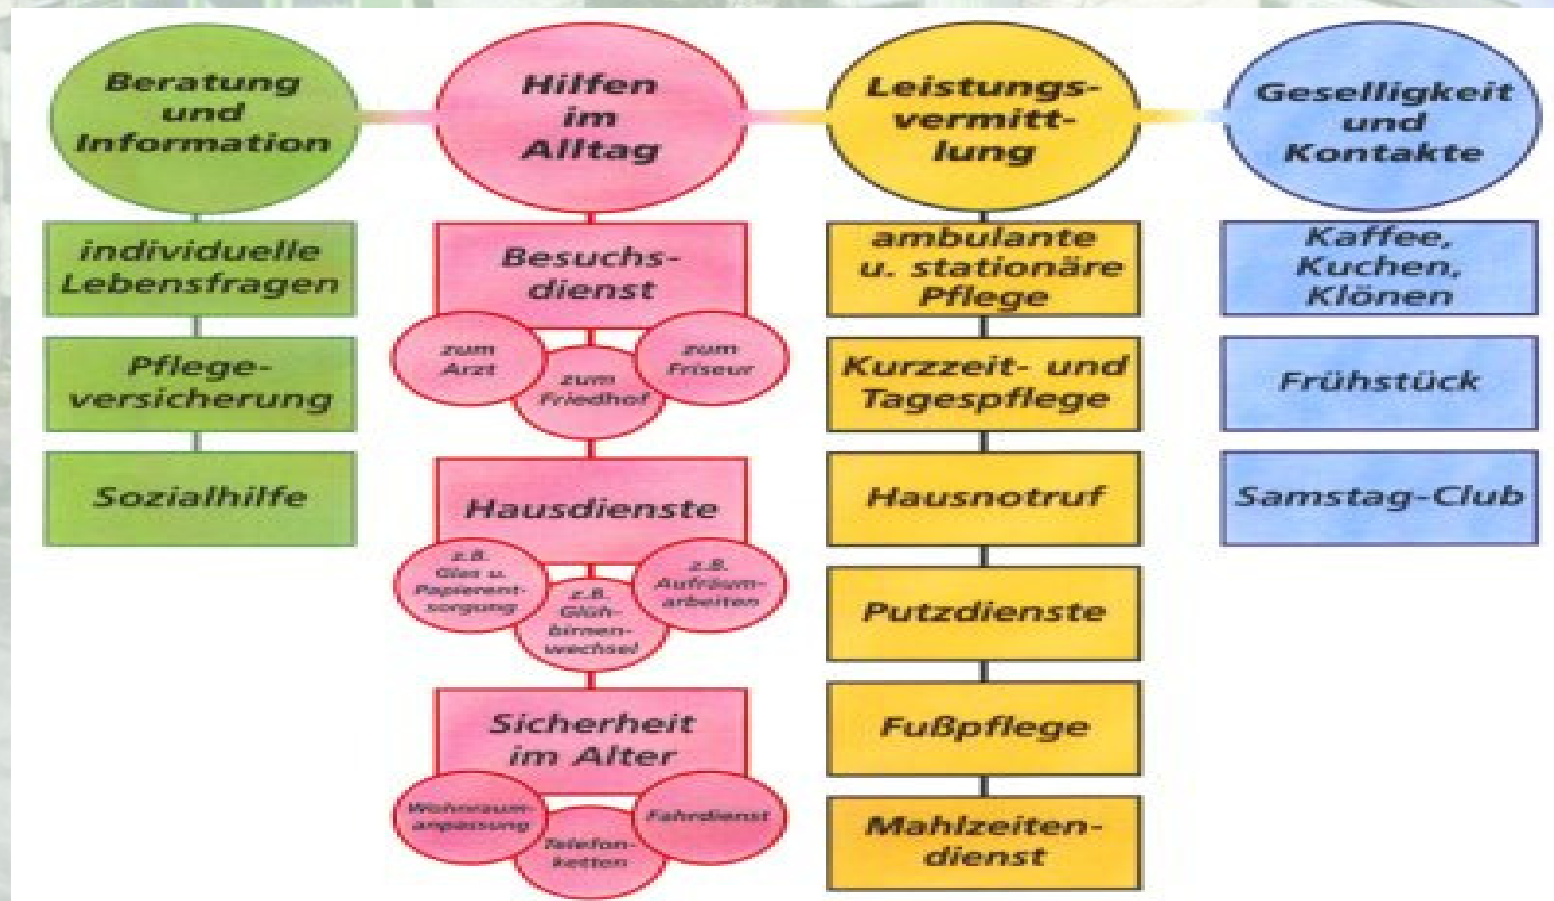 Beratung
und
Information
individuelle
Lebensfragen
Pflege-
versicherung
Sozialhilfe
Hilfen
im
Alltag
Besuchs-
dienst
zum
Arzt
zum
Friedhof
zum
Friseur
Hausdienste
z.B.
Glas u.
Papierent-
sorgung
z.B.
Glüh-
birnen-
wechsel
z.B.
Aufräum-
arbeiten
Sicherheit
im Alter
Wohnraum-
anpassung
Telefon-
ketten
Fahrdienst
Leistungs-
vermitt-
lung
ambulante
u. stationäre
Pflege
Kurzzeit- und
Tagespflege
Hausnotruf
Putzdienste
Fußpflege
Mahlzeiten-
dienst
Geselligkeit
und
Kontakte
Kaffee,
Kuchen,
Klönen
Frühstück
Samstag-Club